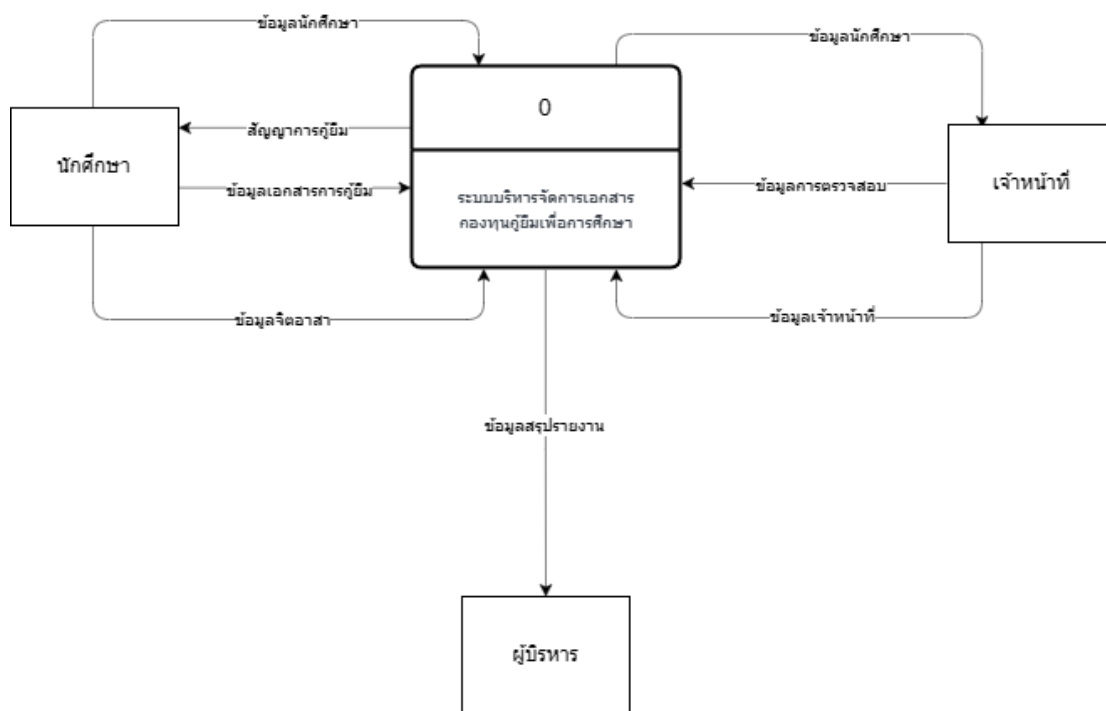 ข้อมูลนักศึกษา
ข้อมูลนักศึกษา
0
สัญญาการกู้ยืม
นักศึกษา
ข้อมูลเอกสารการกู้ยืม
ระบบบริหารจัดการเอกสาร
กองทุนกู้ยืมเพื่อการศึกษา
ข้อมูลการตรวจสอบ
เจ้าหน้าที่
ข้อมูลจิตอาสา
ข้อมูลเจ้าหน้าที่
ข้อมูลสรุปรายงาน
ผู้บิรหาร